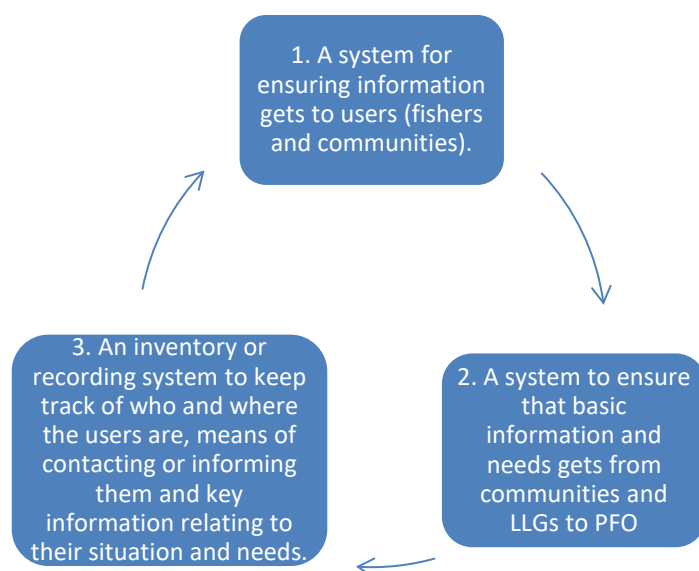 1. A system for
ensuring information
gets to users (fishers
and communities).
2. A system to ensure
that basic
information and
needs gets from
communities and
LLGs to PFO
3. An inventory or
recording system to keep
track of who and where
the users are, means of
contacting or informing
them and key
information relating to
their situation and needs.